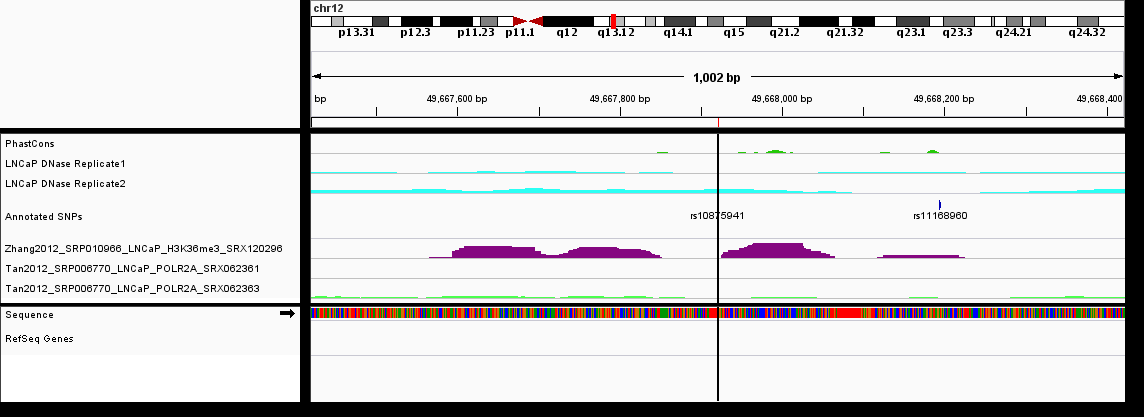 chr12
p13.31 p12.3 p11.23 p11.1 q12 q13.12 q14.1 q15 q21.2 q21.32 q23.1 q23.3 q24.21 q24.32
1,002 bp
bp 49,667,600 bp 49,667,800 bp 49,668,000 bp 49,668,200 bp 49,668,400
PhastCons
LNCaP DNase Replicate1
LNCaP DNase Replicate2
Annotated SNPs rs10875941 rs11168960
Zhang2012_SRP010966_LNCaP_H3K36me3_SRX120296
Tan2012_SRP006770_LNCaP_POLR2A_SRX062361
Tan2012_SRP006770_LNCaP_POLR2A_SRX062363
Sequence
RefSeq Genes